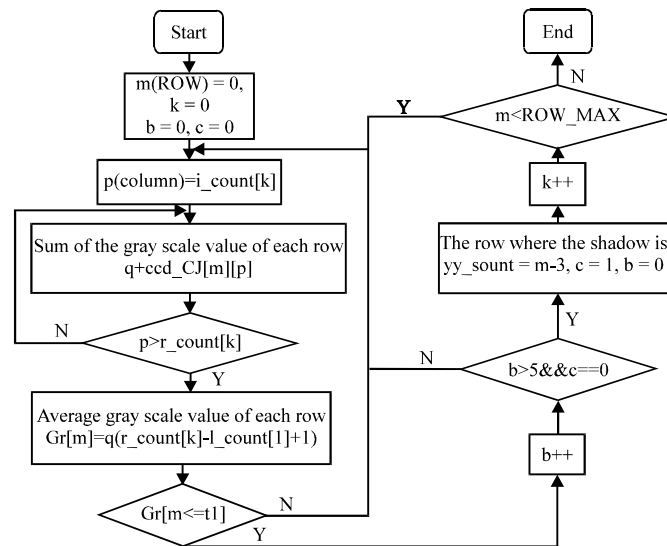 Start
m(ROW) = 0,
k = 0
b = 0, c = 0
p(column)=i_count[k]
Sum of the gray scale value of each row
q+ccd_CJ[m][p]
N
p>r_count[k]
Y
Average gray scale value of each row
Gr[m]=q(r_count[k]-l_count[1]+1)
Gr[m<=t1]
N
Y
End
N
Y
m<ROW_MAX
k++
The row where the shadow is
yy_sount = m-3, c = 1, b = 0
Y
N
b>5&&c==0
b++